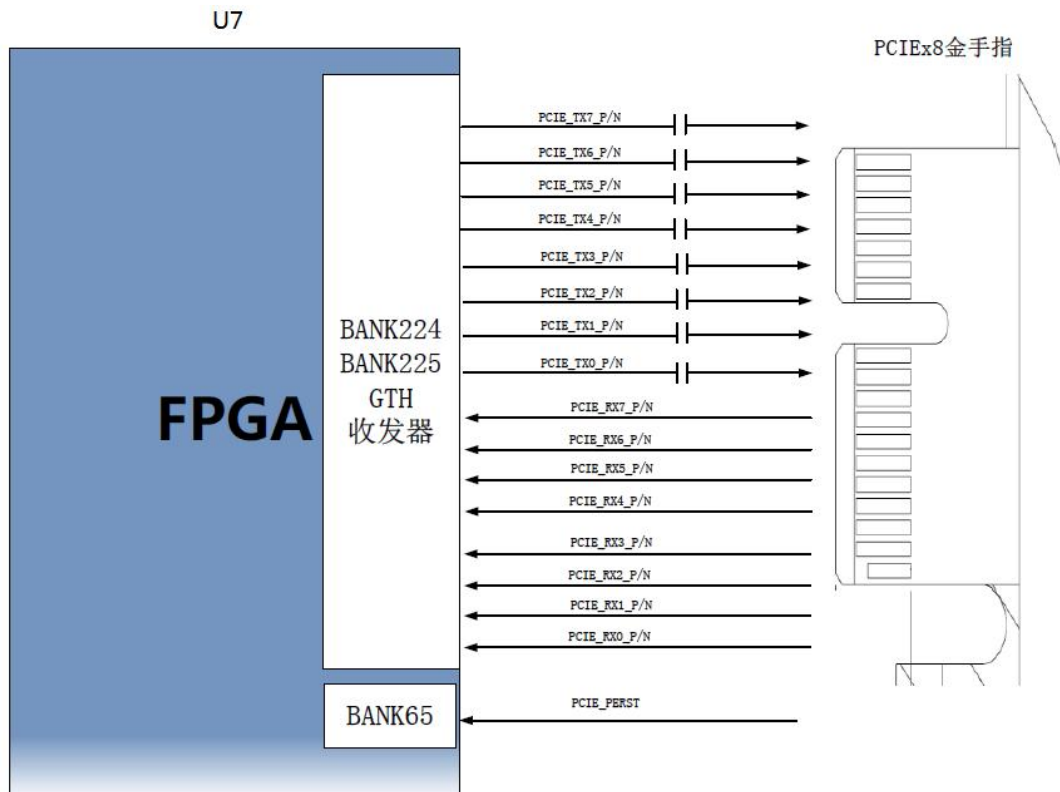 U7
PCIEx8金手指
PCIE_TX7_P/N
PCIE_TX6_P/N
PCIE_TX5_P/N
PCIE_TX4_P/N
PCIE_TX3_P/N
PCIE_TX2_P/N
PCIE_TX1_P/N
PCIE_TX0_P/N
BANK224
BANK225
GTH
收发器
FPGA
PCIE_RX7_P/N
PCIE_RX6_P/N
PCIE_RX5_P/N
PCIE_RX4_P/N
PCIE_RX3_P/N
PCIE_RX2_P/N
PCIE_RX1_P/N
PCIE_RX0_P/N
BANK65
PCIE_PERST